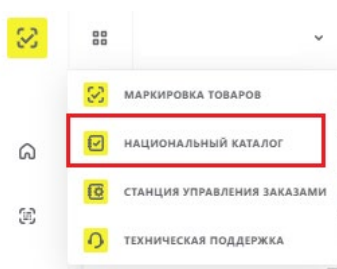 МАРКИРОВКА ТОВАРОВ
НАЦИОНАЛЬНЫЙ КАТАЛОГ
СТАНЦИЯ УПРАВЛЕНИЯ ЗАКАЗАМИ
ТЕХНИЧЕСКАЯ ПОДДЕРЖКА